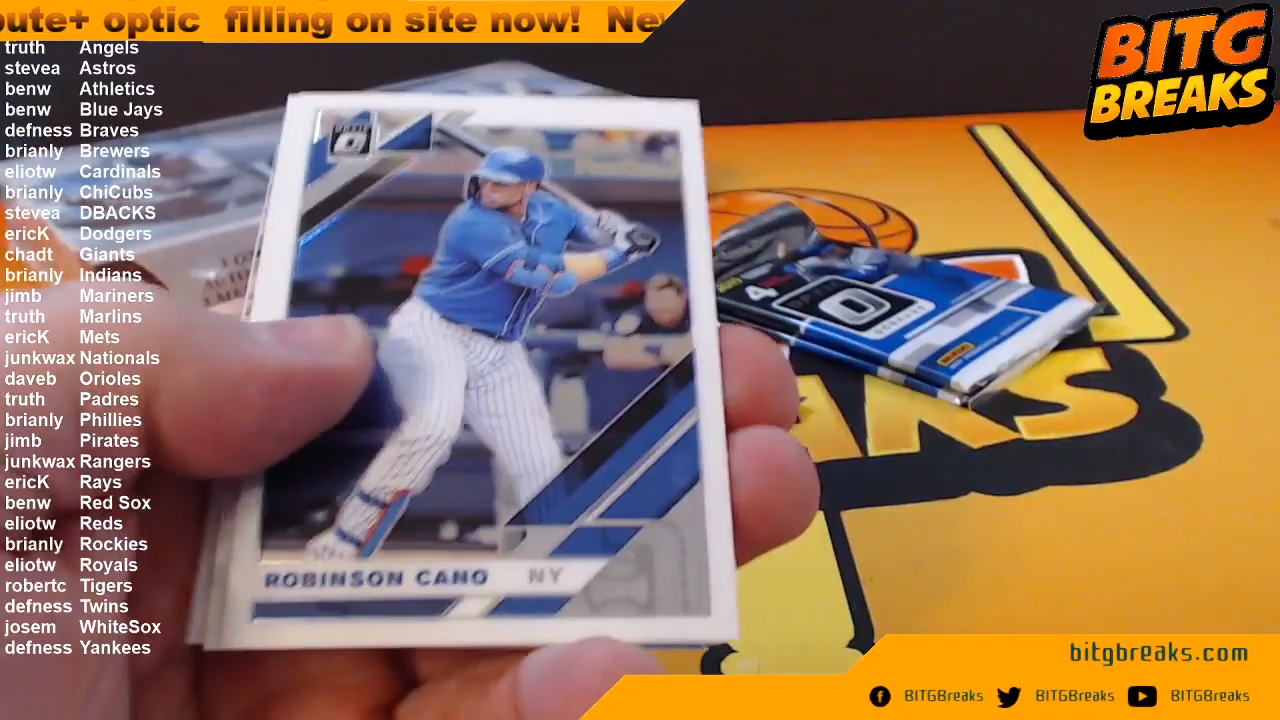 bute+ optic filling on site now! Ne
BITG
BREAKS
truth Angels
stevea Astros
benw Athletics
benw Blue Jays
defness Braves
brianly Brewers
eliotw Cardinals
brianly ChiCubs
stevea DBACKS
ericK Dodgers
chadt Giants
brianly Indians
jimb Mariners
truth Marlins
ericK Mets
junkwax Nationals
daveb Orioles
truth Padres
brianly Phillies
jimb Pirates
junkwax Rangers
ericK Rays
benw Red Sox
eliotw Reds
brianly Rockies
eliotw Royals
robertc Tigers
defness Twins
josem WhiteSox
defness Yankees
ROBINSON CANO NY
4
AKS
bitgbreaks.com
BITGBreaks BITGBreaks BITGBreaks